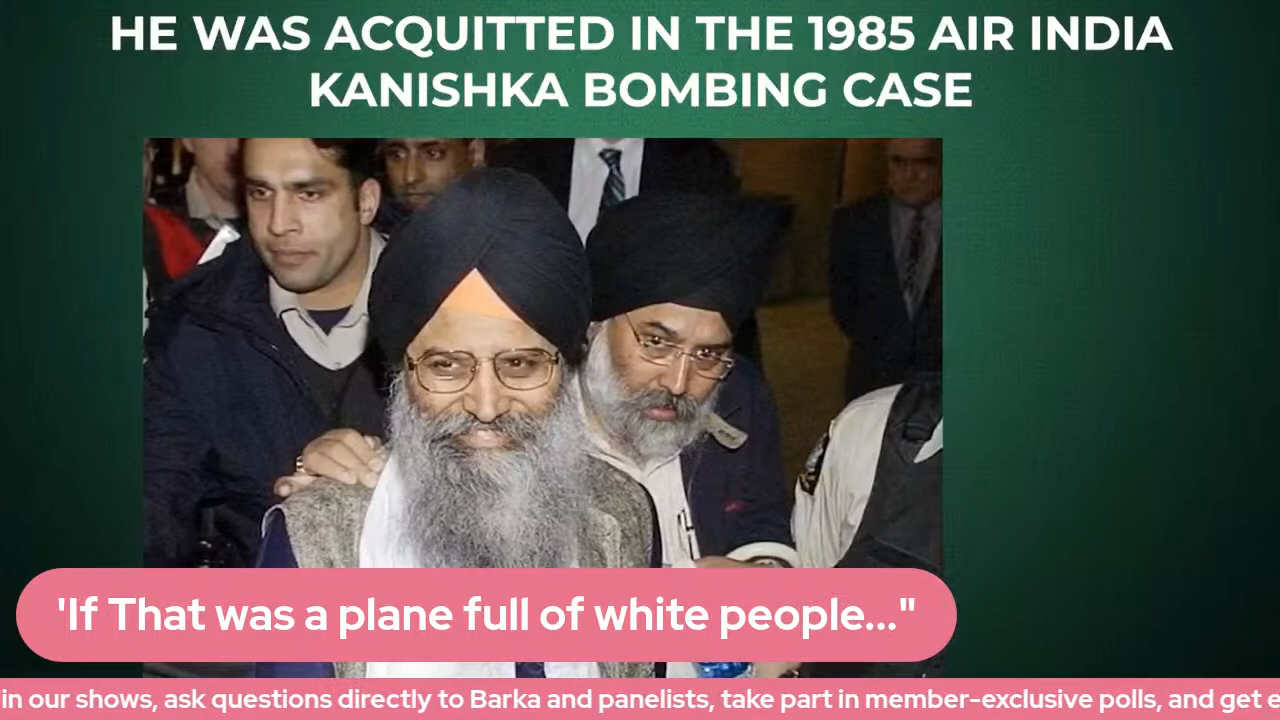 HE WAS ACQUITTED IN THE 1985 AIR INDIA
KANISHKA BOMBING CASE
'If That was a plane full of white people..."
in our shows, ask questions directly to Barka and panelists, take part in member-exclusive polls, and get e